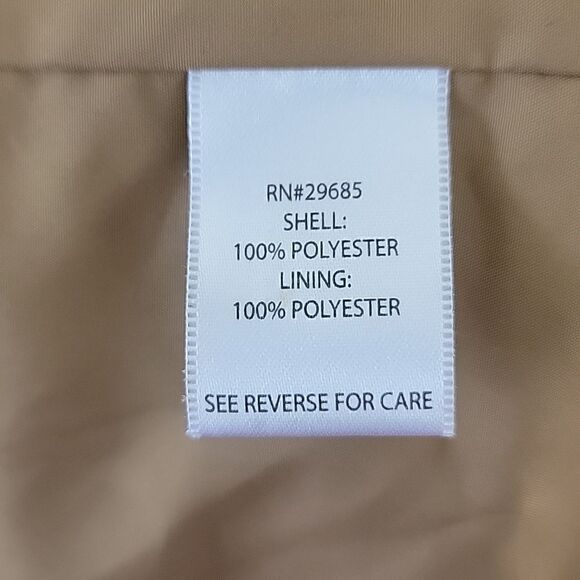 RN#29685
SHELL:
100% POLYESTER
LINING:
100% POLYESTER
SEE REVERSE FOR CARE